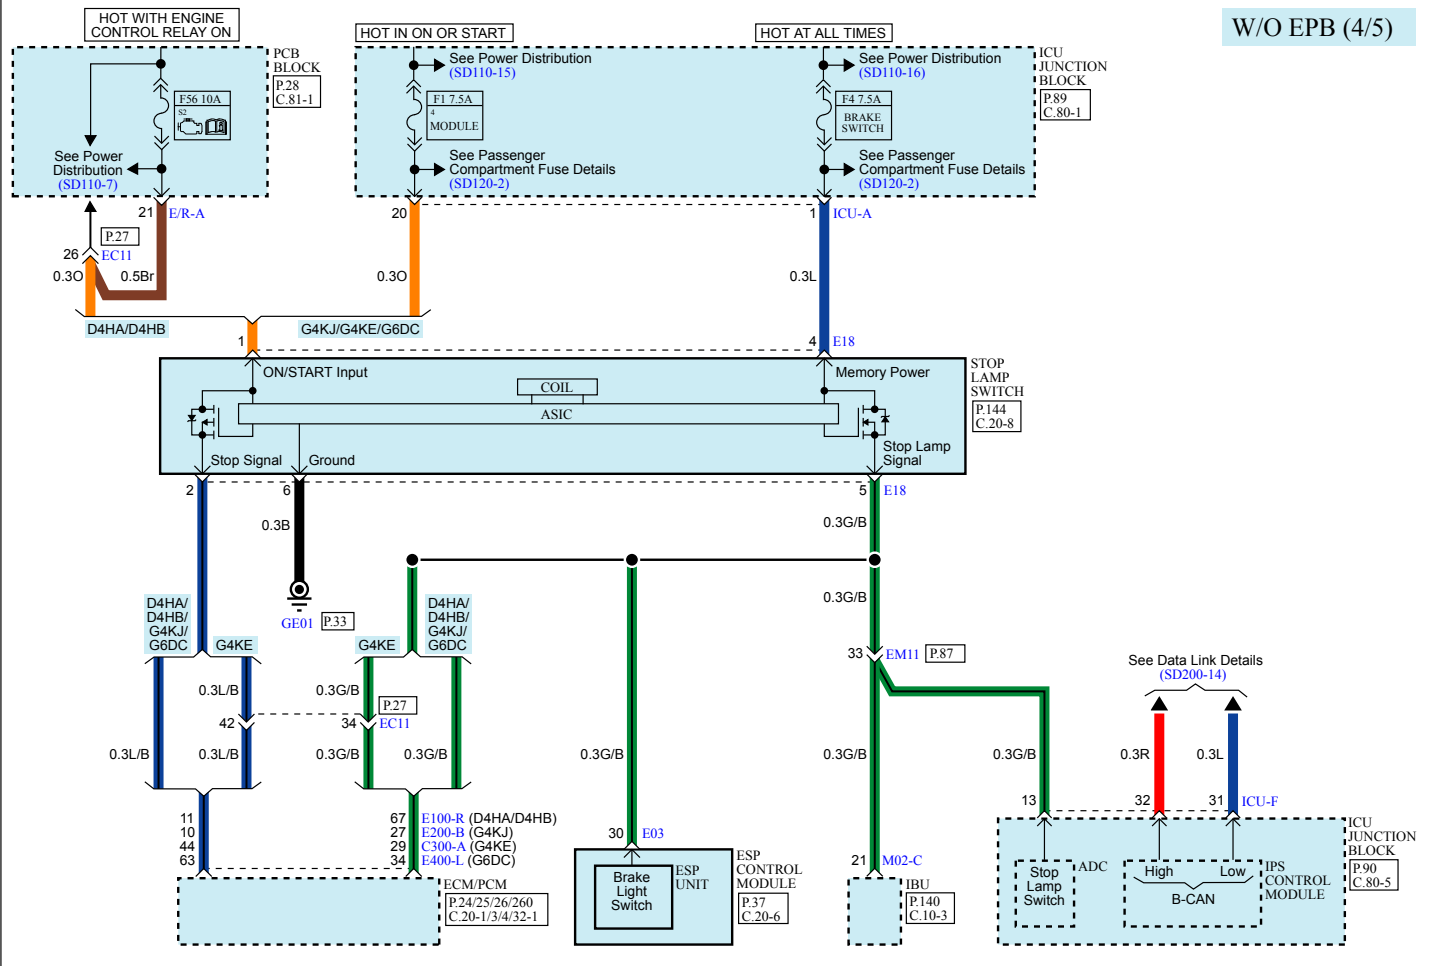 W/O EPB (4/5)
HOT WITH ENGINE
CONTROL RELAY ON
HOT IN ON OR START
HOT AT ALL TIMES
PCB
BLOCK
P.28
C.81-1
F56 10A
S2
See Power
Distribution
(SD110-7)
See Power Distribution
(SD110-15)
F1 7.5A
4
MODULE
See Passenger
Compartment Fuse Details
(SD120-2)
See Power Distribution
(SD110-16)
F4 7.5A
BRAKE
SWITCH
See Passenger
Compartment Fuse Details
(SD120-2)
ICU
JUNCTION
BLOCK
P.89
C.80-1
21 E/R-A
20
1 ICU-A
P.27
26 EC11
0.3O
0.5Br
0.3O
0.3L
D4HA/D4HB
G4KJ/G4KE/G6DC
1
4 E18
ON/START Input
Memory Power
COIL
ASIC
STOP
LAMP
SWITCH
P.144
C.20-8
Stop Signal
Ground
Stop Lamp
Signal
2
6
5 E18
0.3B
0.3G/B
GE01 P.33
0.3G/B
D4HA/
D4HB/
G4KJ/
G6DC
G4KE
G4KE
D4HA/
D4HB/
G4KJ/
G6DC
33 EM11 P.87
See Data Link Details
(SD200-14)
0.3L/B
0.3G/B
P.27
42
34 EC11
0.3L/B
0.3L/B
0.3G/B
0.3G/B
0.3G/B
0.3G/B
0.3G/B
0.3R
0.3L
13
32
31 ICU-F
11
10
44
63
67 E100-R (D4HA/D4HB)
27 E200-B (G4KJ)
29 C300-A (G4KE)
34 E400-L (G6DC)
30 E03
21 M02-C
ECM/PCM
P.24/25/26/260
C.20-1/3/4/32-1
Brake
Light
Switch
ESP
UNIT
ESP
CONTROL
MODULE
P.37
C.20-6
IBU
P.140
C.10-3
Stop
Lamp
Switch
ADC
High
Low
B-CAN
IPS
CONTROL
MODULE
ICU
JUNCTION
BLOCK
P.90
C.80-5